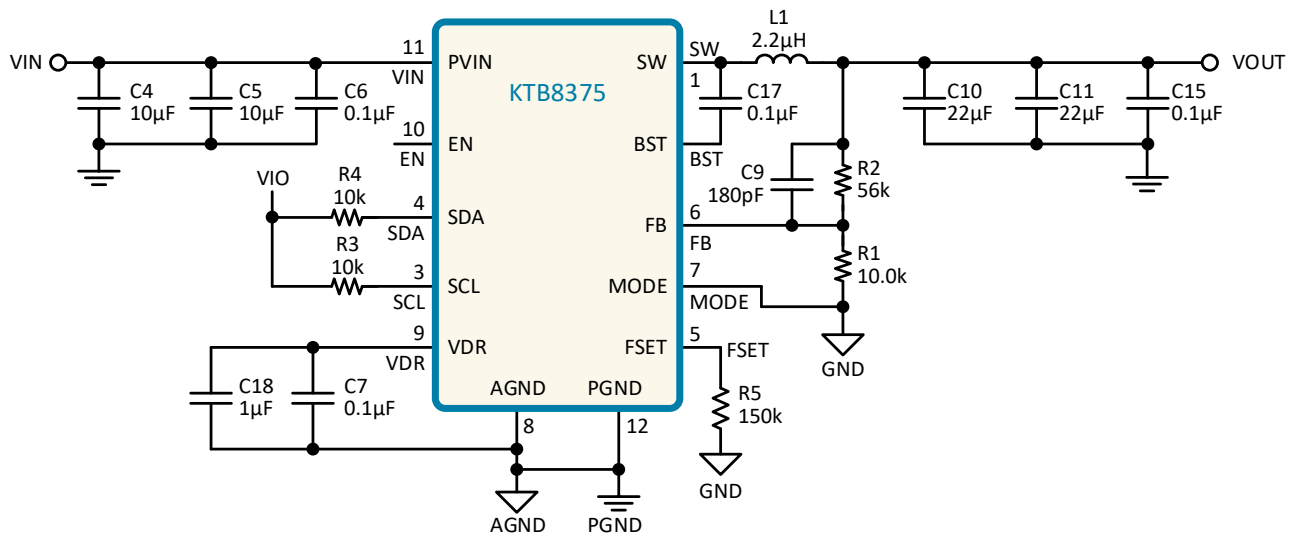 L1
2.2µH
VIN
11
PVIN
VIN
SW
SW
1
VOUT
KTB8375
C4
10µF
C5
10µF
C6
0.1µF
C17
0.1µF
C10
22µF
C11
22µF
C15
0.1µF
10
EN
EN
BST
BST
VIO
R4
10k
4
SDA
SDA
C9
180pF
R2
56k
6
FB
FB
R3
10k
3
SCL
SCL
R1
10.0k
7
MODE
MODE
9
VDR
VDR
FSET
5
FSET
GND
C18
1µF
C7
0.1µF
AGND
PGND
8
12
R5
150k
GND
AGND
PGND